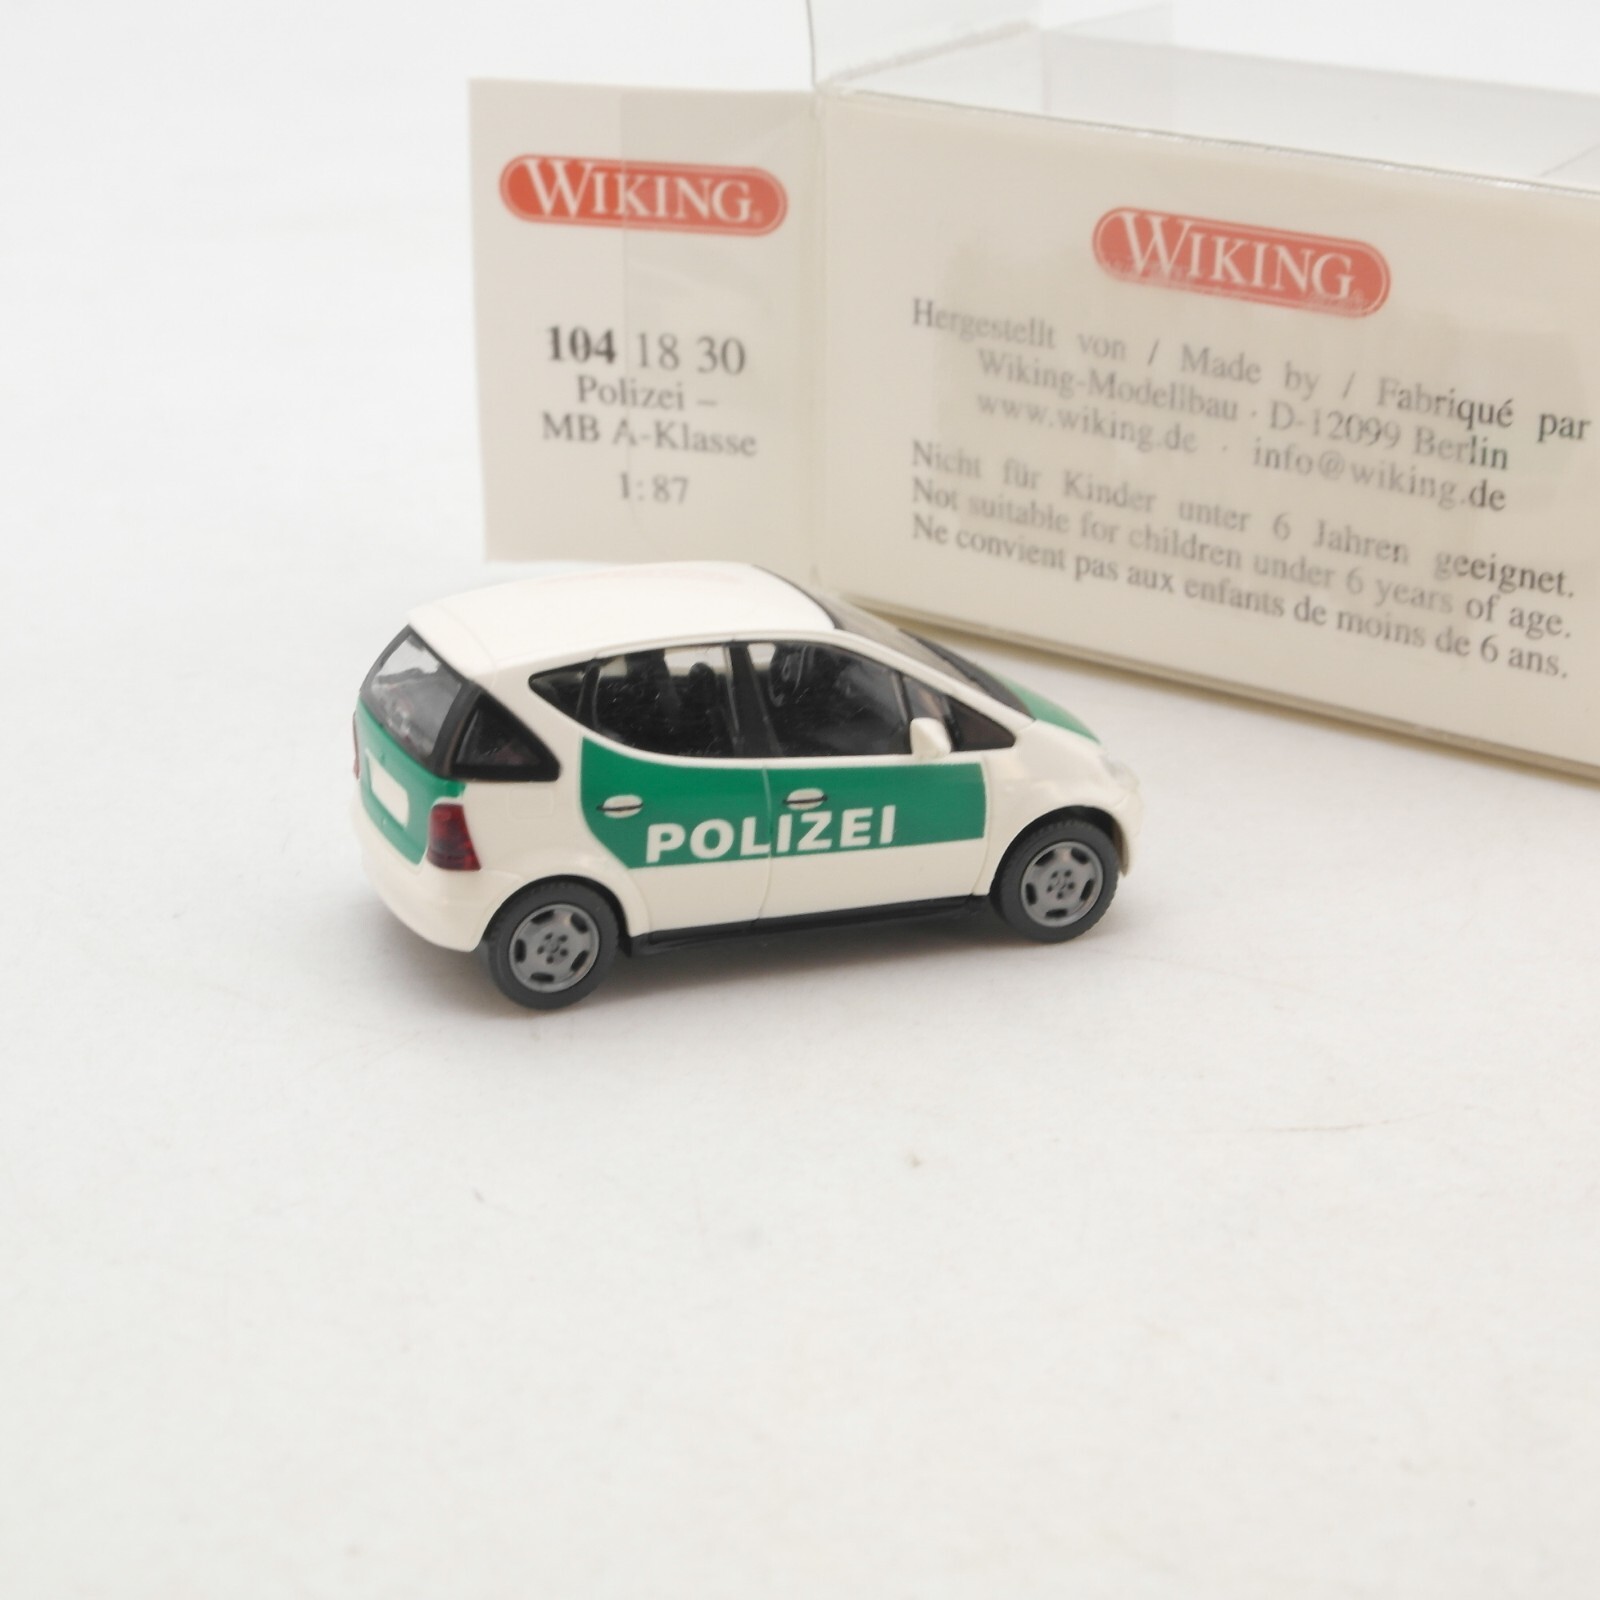 WIKING®
104 18 30
Polizei –
MB A-Klasse
1:87
WIKING®
Hergestellt von / Made by / Fabriqué par
Wiking-Modellbau · D-12099 Berlin
www.wiking.de · info@wiking.de
Nicht für Kinder unter 6 Jahren geeignet.
Not suitable for children under 6 years of age.
Ne convient pas aux enfants de moins de 6 ans.
POLIZEI